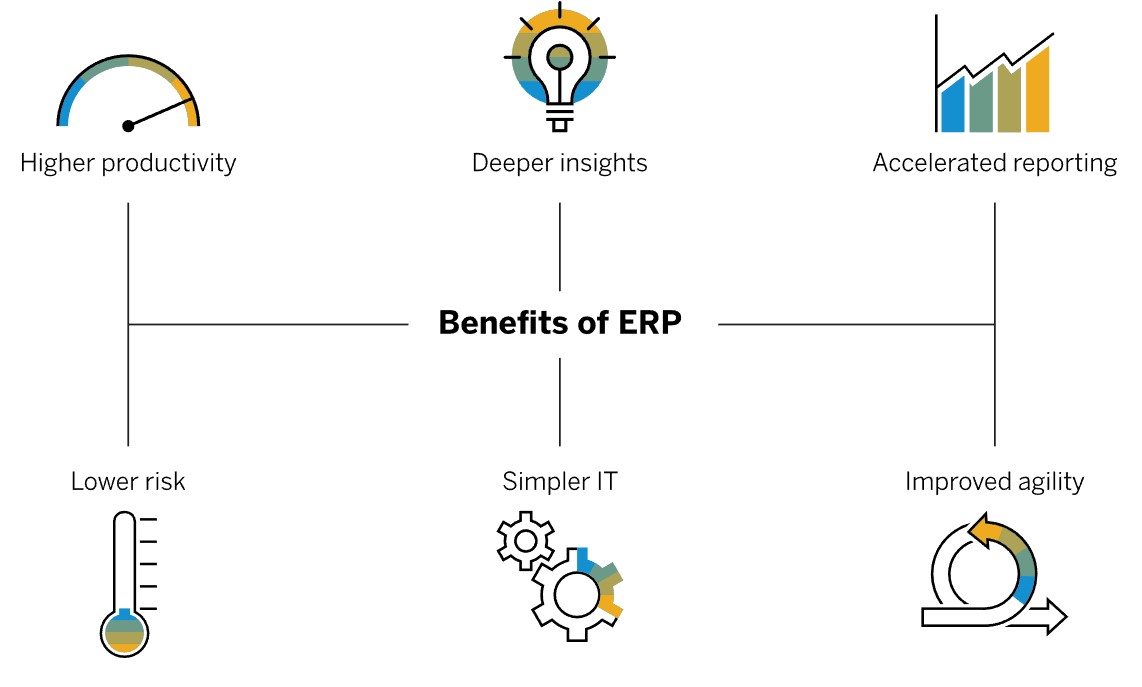 Higher productivity
Deeper insights
Accelerated reporting
Benefits of ERP
Lower risk
Simpler IT
Improved agility